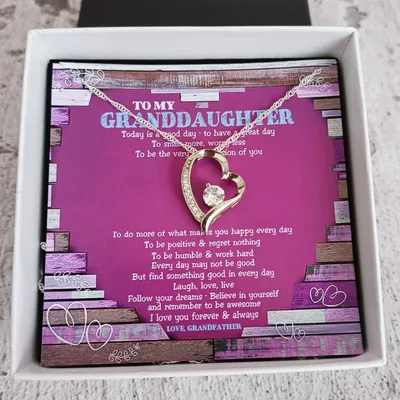 TO MY
GRANDDAUGHTER
Today is a good day - to have a great day
To smile more, worry less
To be the very of you
To do more of what makes you happy every day
To be positive & regret nothing
To be humble & work hard
Every day may not be good
But find something good in every day
Laugh, love, live
Follow your dreams - Believe in yourself
and remember to be awesome
I love you forever & always
LOVE, GRANDFATHER